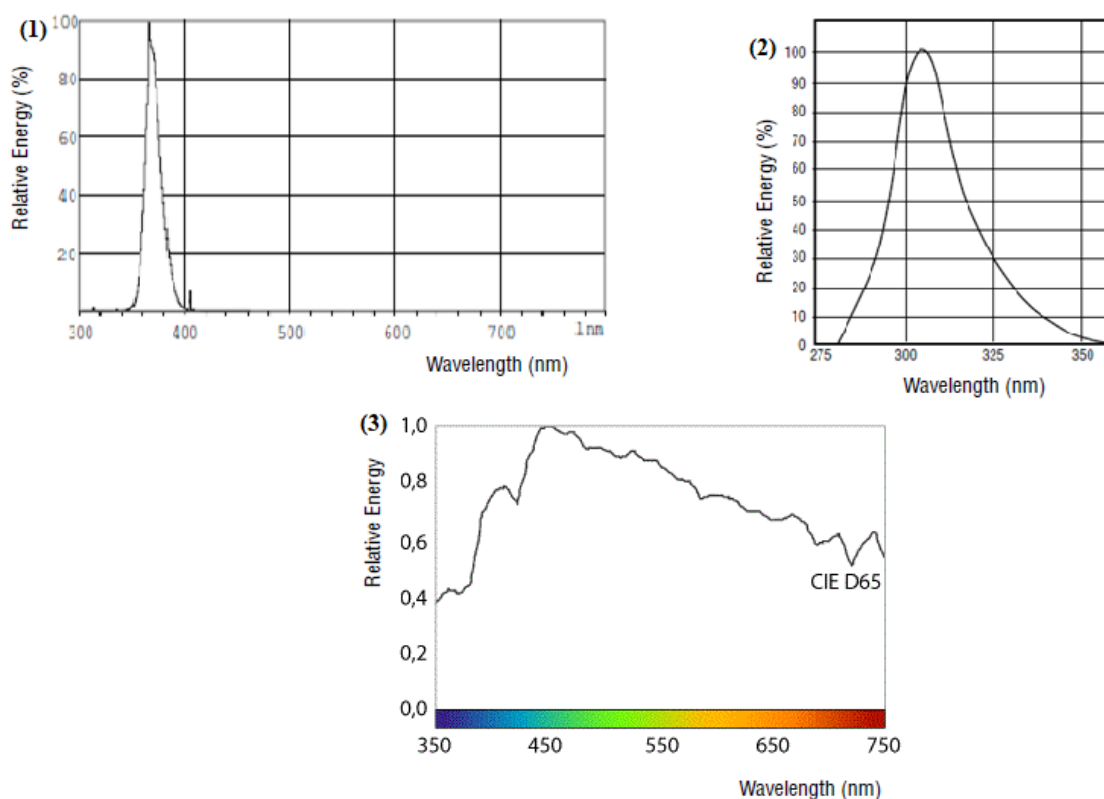 (1)
Relative Energy (%)
100
80
60
40
20
300 400 500 600 700 1nm
Wavelength (nm)
(2)
Relative Energy (%)
100
90
80
70
60
50
40
30
20
10
0
275 300 325 350
Wavelength (nm)
(3)
Relative Energy
1,0
0,8
0,6
0,4
0,2
0,0
CIE D65
350 450 550 650 750
Wavelength (nm)